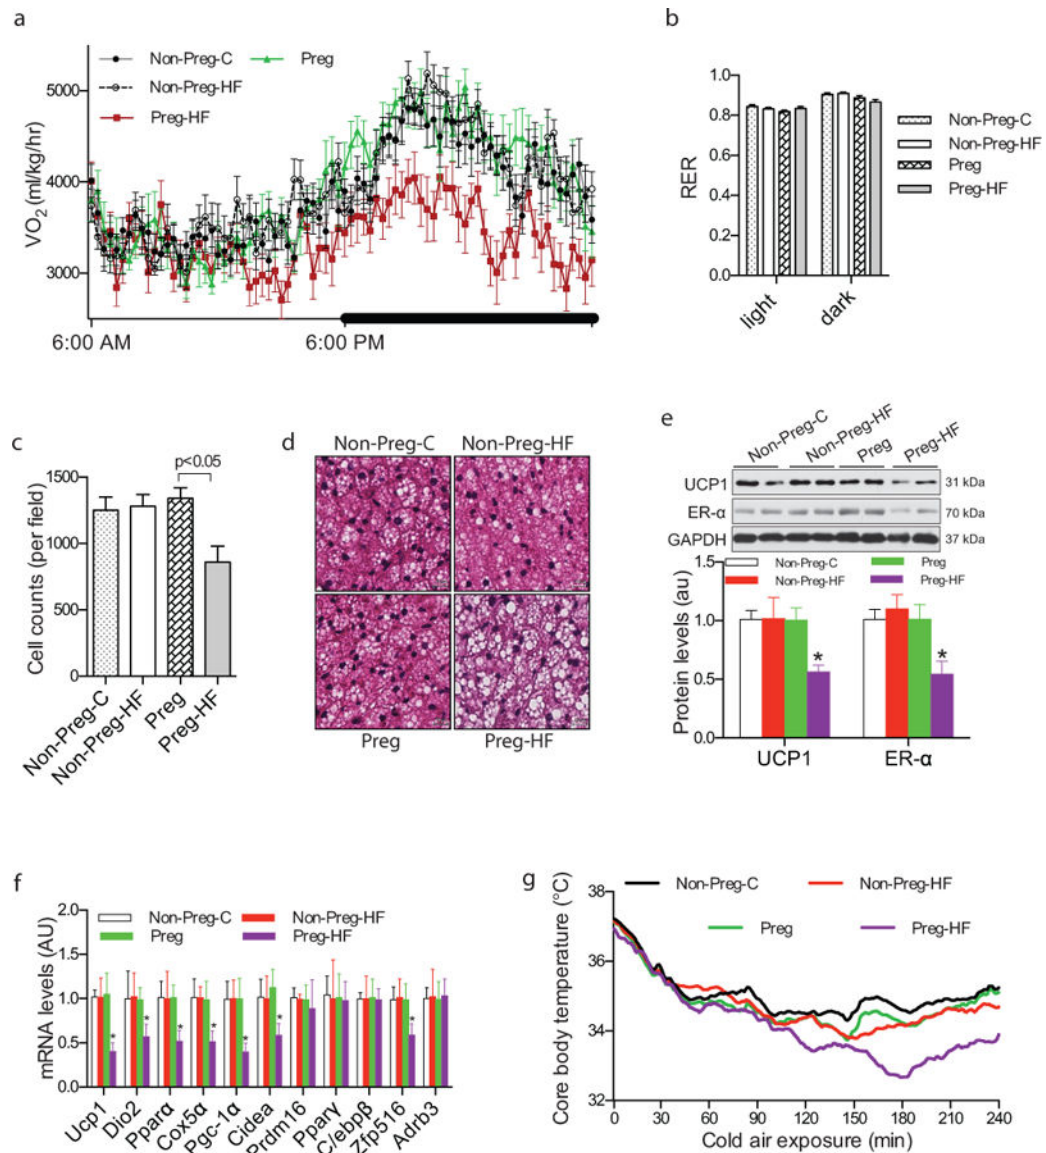 a
Non-Preg-C
Preg
Non-Preg-HF
Preg-HF
VO2 (ml/kg/hr)
5000
4000
3000
6:00 AM
6:00 PM
b
RER
1.0
0.8
0.6
0.4
0.2
0.0
light
dark
Non-Preg-C
Non-Preg-HF
Preg
Preg-HF
c
p<0.05
Cell counts (per field)
1500
1000
500
0
Non-Preg-C
Non-Preg-HF
Preg
Preg-HF
d
Non-Preg-C
Non-Preg-HF
Preg
Preg-HF
e
Non-Preg-C
Non-Preg-HF
Preg
Preg-HF
UCP1
31 kDa
ER-α
70 kDa
GAPDH
37 kDa
Non-Preg-C
Preg
Non-Preg-HF
Preg-HF
Protein levels (au)
1.5
1.0
0.5
0.0
*
*
UCP1
ER-α
f
Non-Preg-C
Non-Preg-HF
Preg
Preg-HF
mRNA levels (AU)
2.0
1.5
1.0
0.5
0.0
* * * * * * *
Ucp1
Dio2
Pparα
Cox5α
Pgc-1α
Cidea
Prdm16
Pparγ
C/ebpβ
Zfp516
Adrb3
g
Non-Preg-C
Non-Preg-HF
Preg
Preg-HF
Core body temperature (°C)
38
36
34
32
0 30 60 90 120 150 180 210 240
Cold air exposure (min)